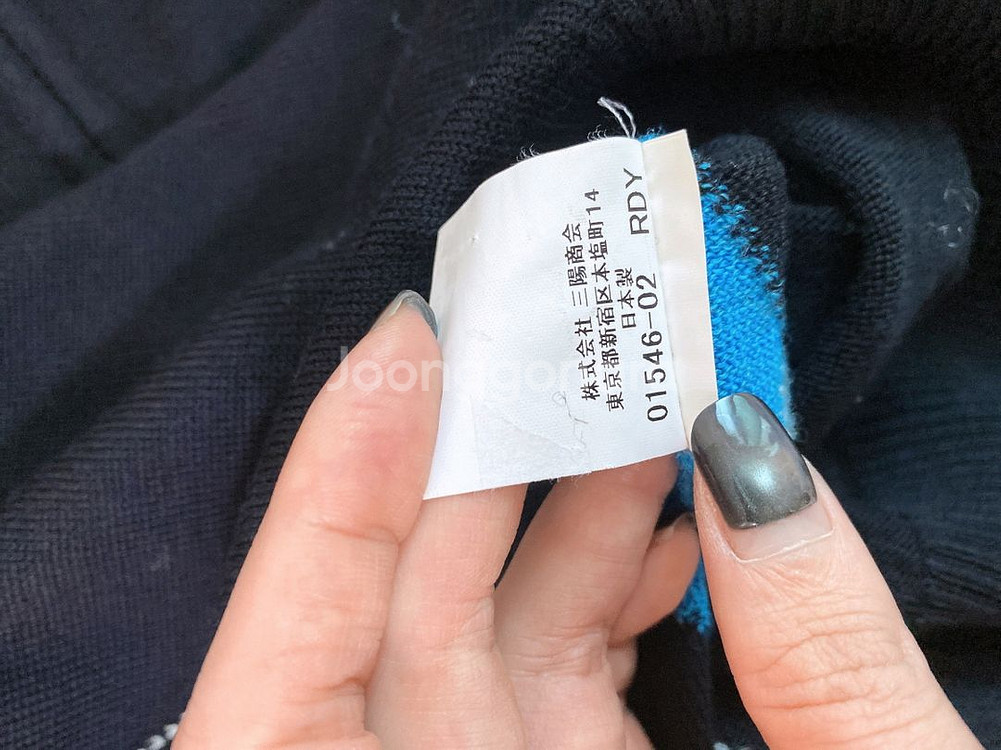 株式会社 三陽商会
東京都新宿区本塩町14
日本製
01546-02 RDY